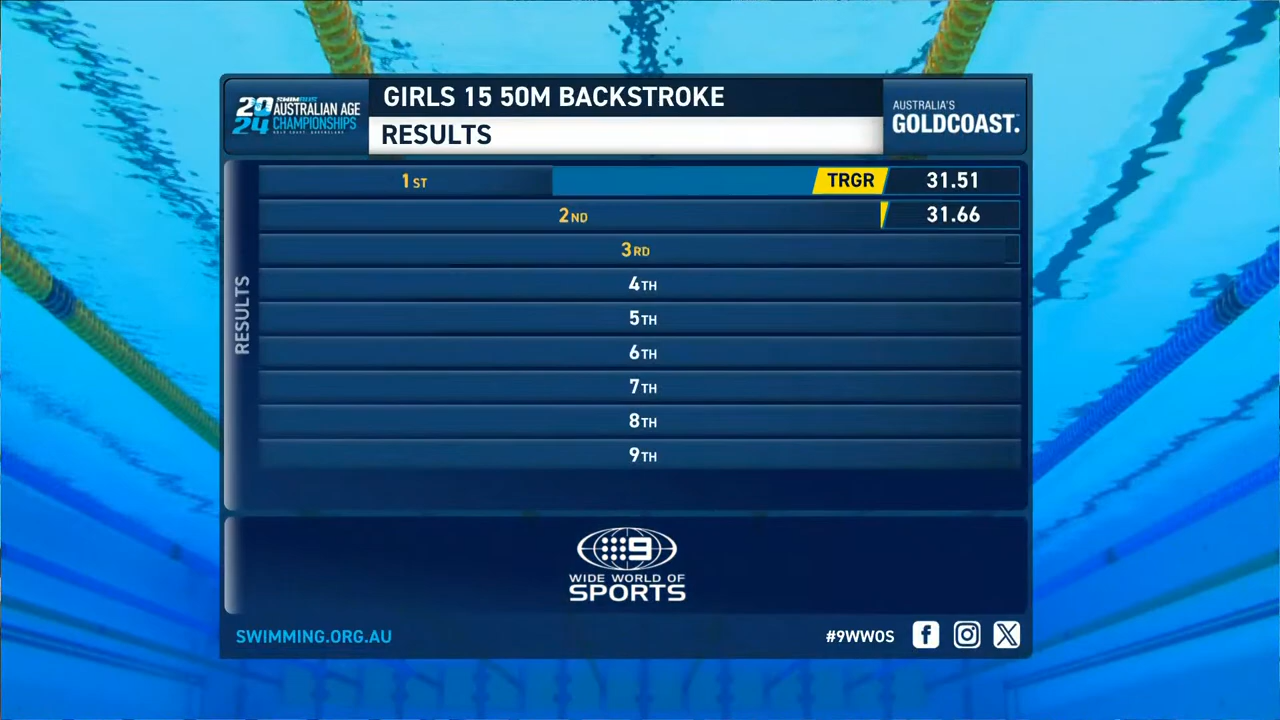 2024 AUSTRALIAN AGE CHAMPIONSHIPS
GIRLS 15 50M BACKSTROKE
RESULTS
AUSTRALIA'S
GOLDCOAST.
RESULTS
1ST TRGR 31.51
2ND 31.66
3RD
4TH
5TH
6TH
7TH
8TH
9TH
9
WIDE WORLD OF
SPORTS
SWIMMING.ORG.AU
#9WWOS